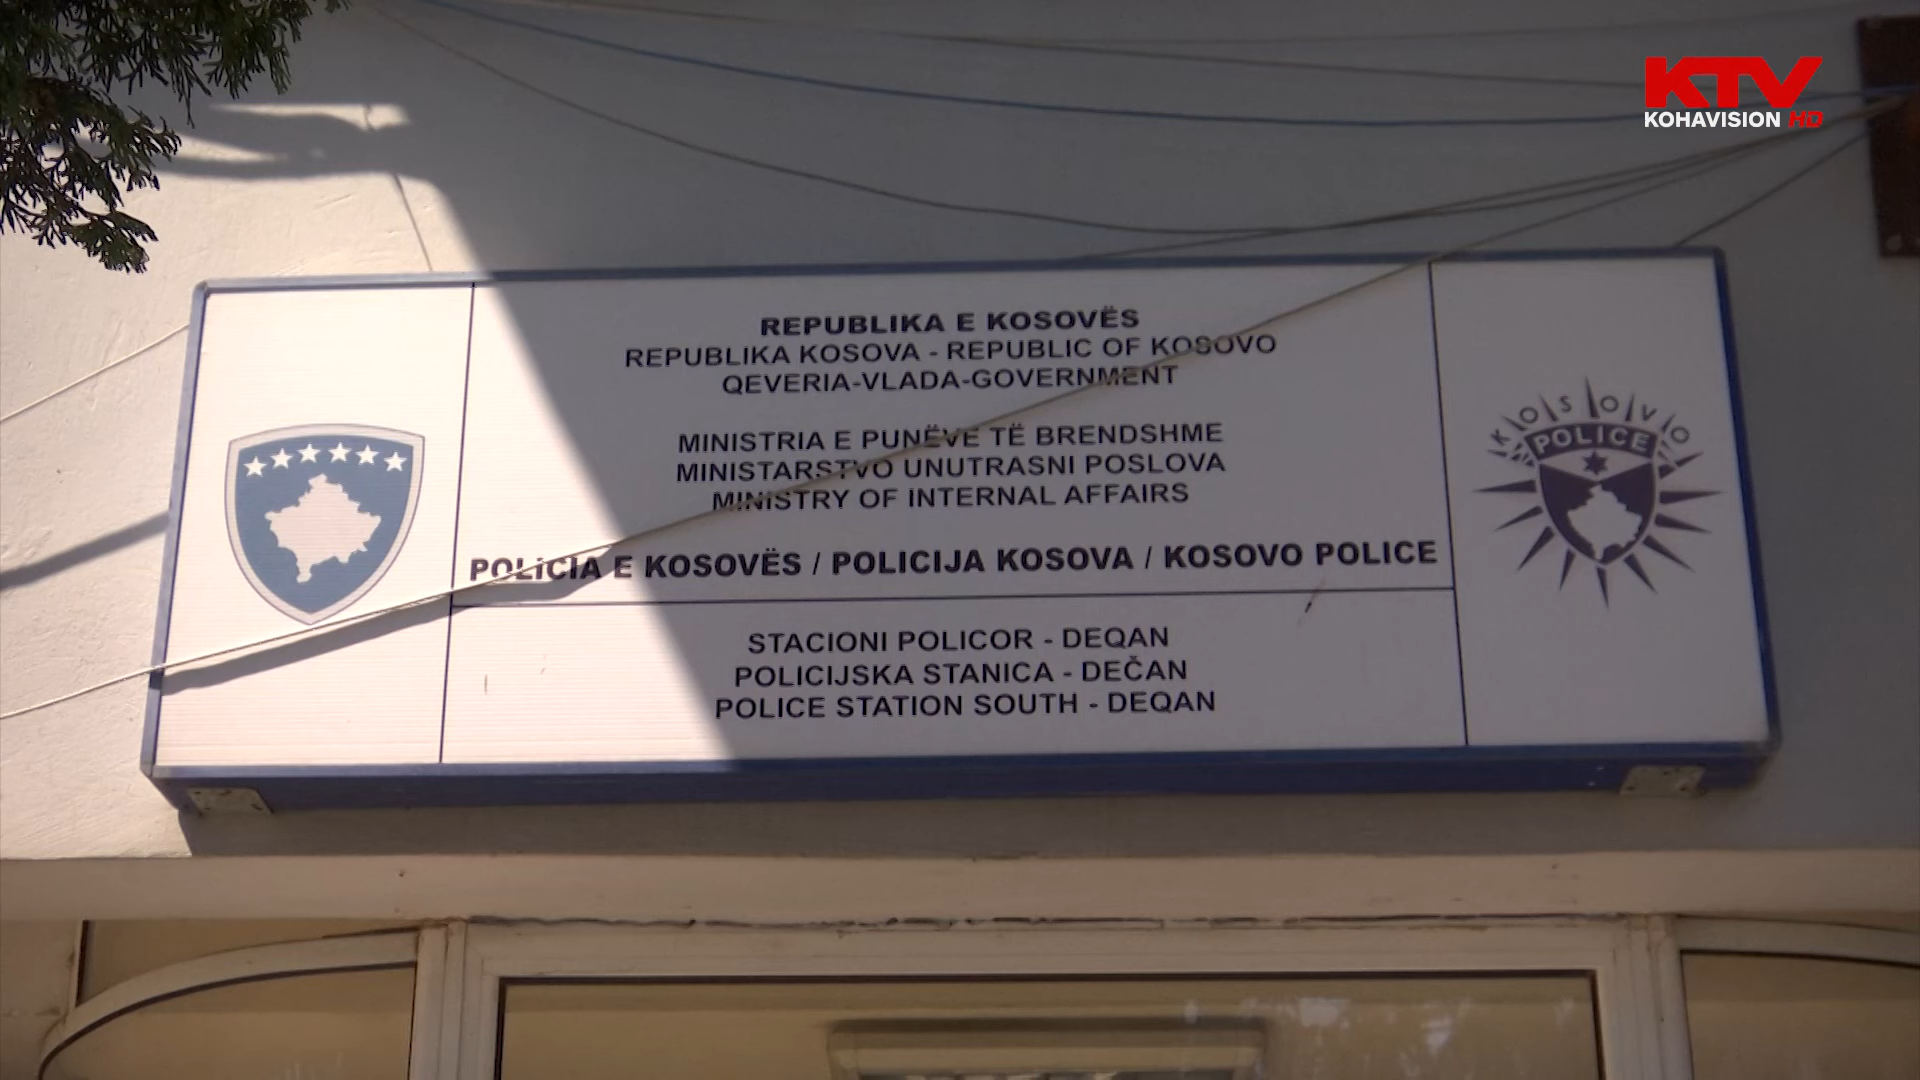 KTV
KOHAVISION HD
REPUBLIKA E KOSOVËS
REPUBLIKA KOSOVA - REPUBLIC OF KOSOVO
QEVERIA-VLADA-GOVERNMENT
MINISTRIA E PUNËVE TË BRENDSHME
MINISTARSTVO UNUTRASNI POSLOVA
MINISTRY OF INTERNAL AFFAIRS
POLICIA E KOSOVËS / POLICIJA KOSOVA / KOSOVO POLICE
KOSOVO
POLICE
STACIONI POLICOR - DEQAN
POLICIJSKA STANICA - DEČAN
POLICE STATION SOUTH - DEQAN